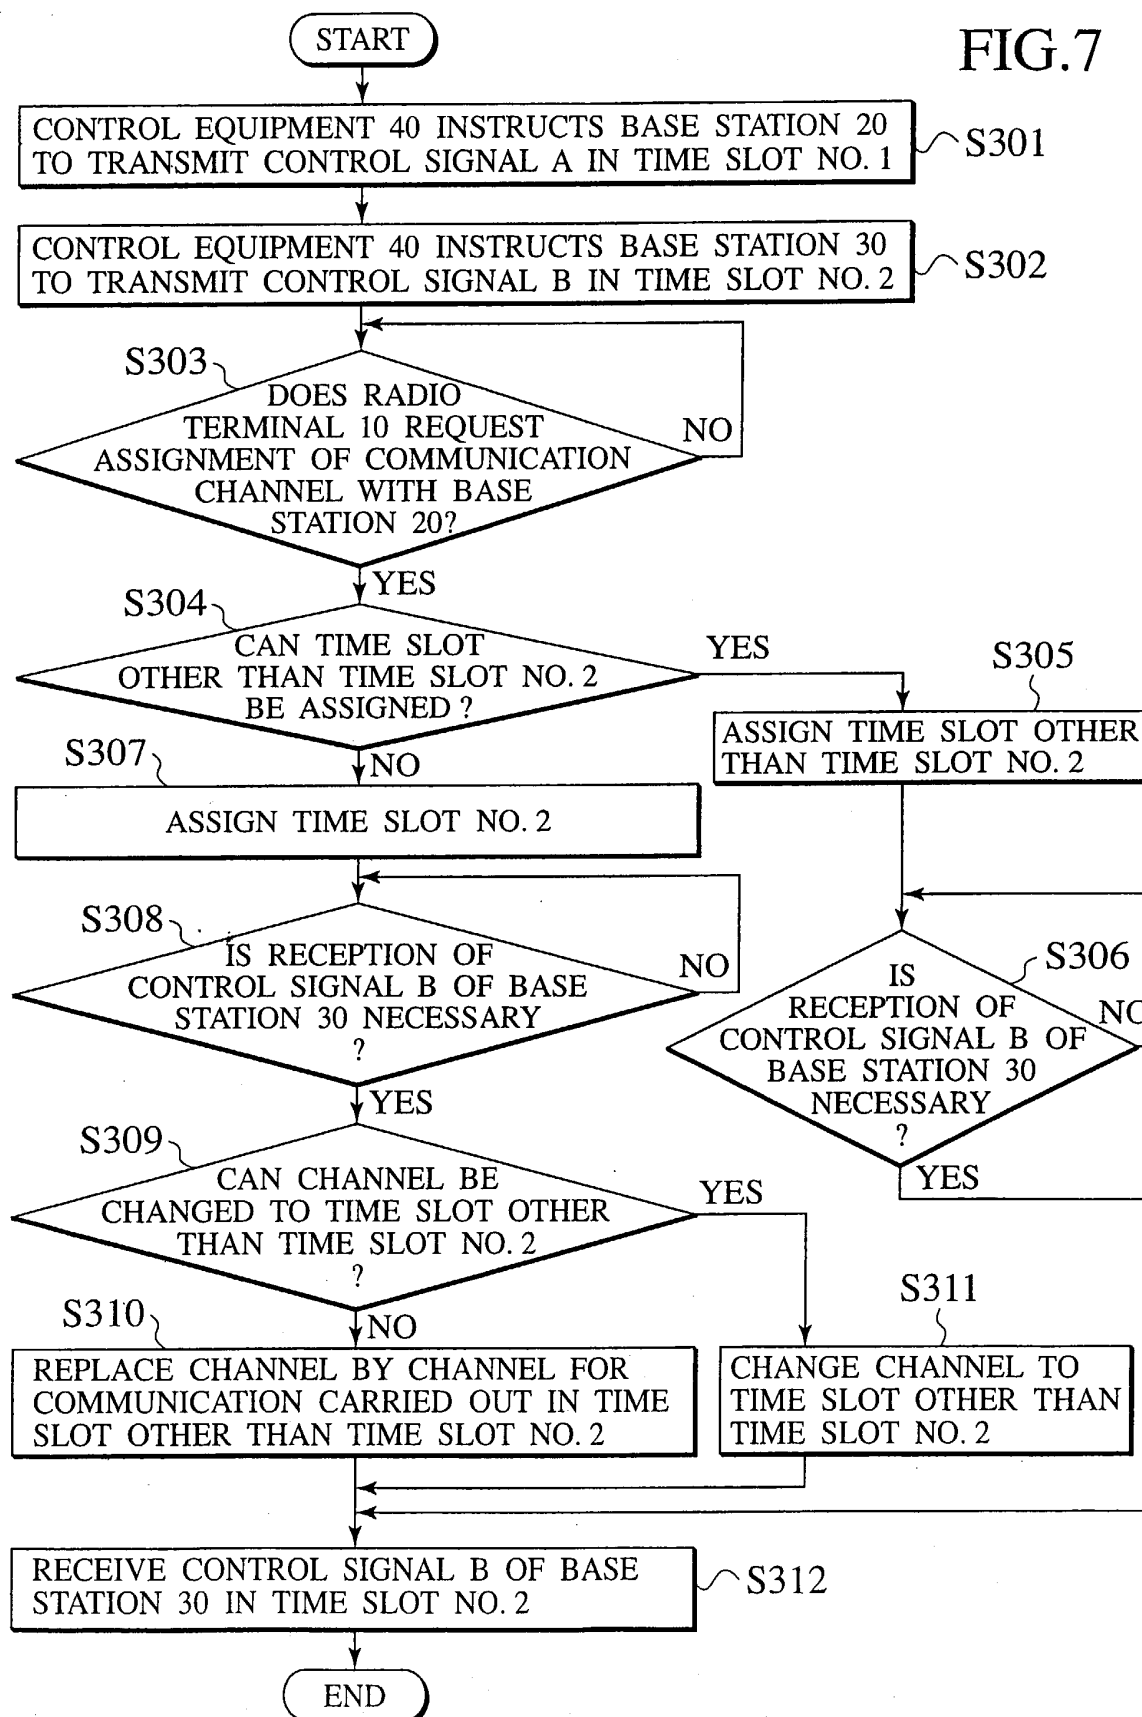 START
FIG.7
CONTROL EQUIPMENT 40 INSTRUCTS BASE STATION 20
TO TRANSMIT CONTROL SIGNAL A IN TIME SLOT NO. 1
S301
CONTROL EQUIPMENT 40 INSTRUCTS BASE STATION 30
TO TRANSMIT CONTROL SIGNAL B IN TIME SLOT NO. 2
S302
S303
DOES RADIO
TERMINAL 10 REQUEST
ASSIGNMENT OF COMMUNICATION
CHANNEL WITH BASE
STATION 20?
NO
YES
S304
CAN TIME SLOT
OTHER THAN TIME SLOT NO. 2
BE ASSIGNED ?
YES
S305
ASSIGN TIME SLOT OTHER
THAN TIME SLOT NO. 2
NO
S307
ASSIGN TIME SLOT NO. 2
S308
IS RECEPTION OF
CONTROL SIGNAL B OF BASE
STATION 30 NECESSARY
?
NO
YES
S306
IS
RECEPTION OF
CONTROL SIGNAL B OF
BASE STATION 30
NECESSARY
?
NO
YES
S309
CAN CHANNEL BE
CHANGED TO TIME SLOT OTHER
THAN TIME SLOT NO. 2
?
YES
NO
S310
REPLACE CHANNEL BY CHANNEL FOR
COMMUNICATION CARRIED OUT IN TIME
SLOT OTHER THAN TIME SLOT NO. 2
S311
CHANGE CHANNEL TO
TIME SLOT OTHER THAN
TIME SLOT NO. 2
RECEIVE CONTROL SIGNAL B OF BASE
STATION 30 IN TIME SLOT NO. 2
S312
END